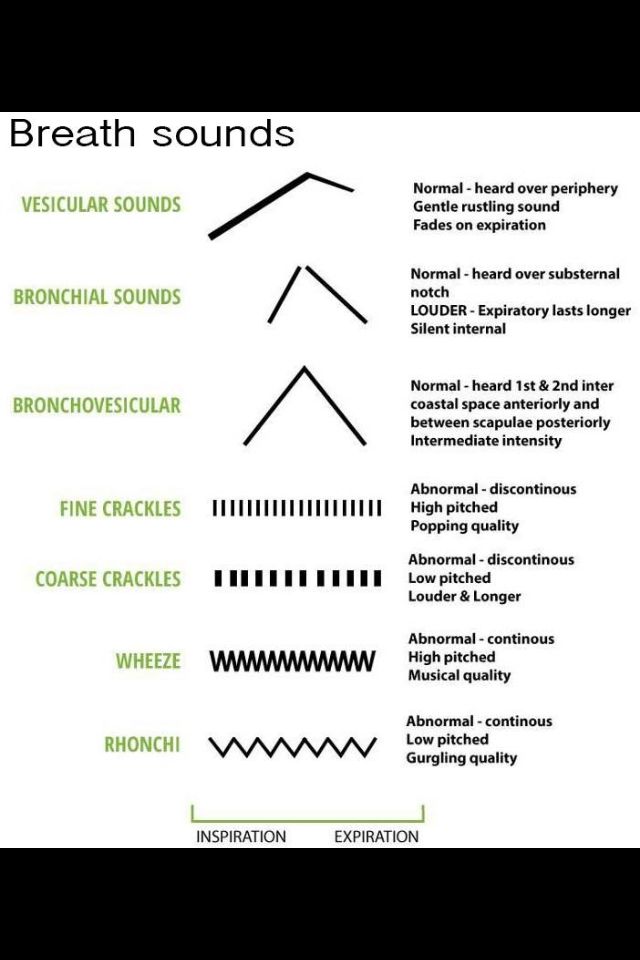 Breath sounds
VESICULAR SOUNDS
Normal - heard over periphery
Gentle rustling sound
Fades on expiration
BRONCHIAL SOUNDS
Normal - heard over substernal
notch
LOUDER - Expiratory lasts longer
Silent internal
BRONCHOVESICULAR
Normal - heard 1st & 2nd inter
coastal space anteriorly and
between scapulae posteriorly
Intermediate intensity
FINE CRACKLES
Abnormal - discontinous
High pitched
Popping quality
COARSE CRACKLES
Abnormal - discontinous
Low pitched
Louder & Longer
WHEEZE
Abnormal - continous
High pitched
Musical quality
RHONCHI
Abnormal - continous
Low pitched
Gurgling quality
INSPIRATION EXPIRATION